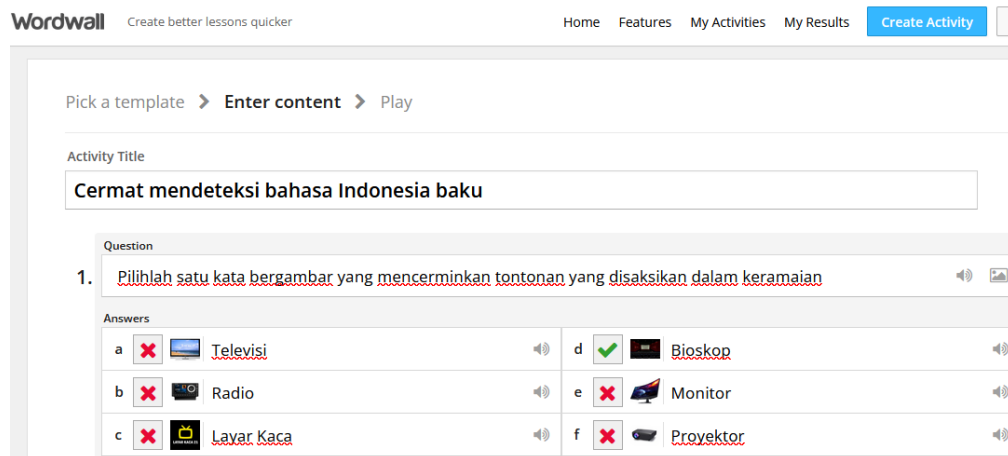 Wordwall Create better lessons quicker Home Features My Activities My Results Create Activity
Pick a template Enter content Play
Activity Title
Cermat mendeteksi bahasa Indonesia baku
Question
1. Pilihlah satu kata bergambar yang mencerminkan tontonan yang disaksikan dalam keramaian
Answers
a Televisi d Bioskop
b Radio e Monitor
c Layar Kaca f Proyektor